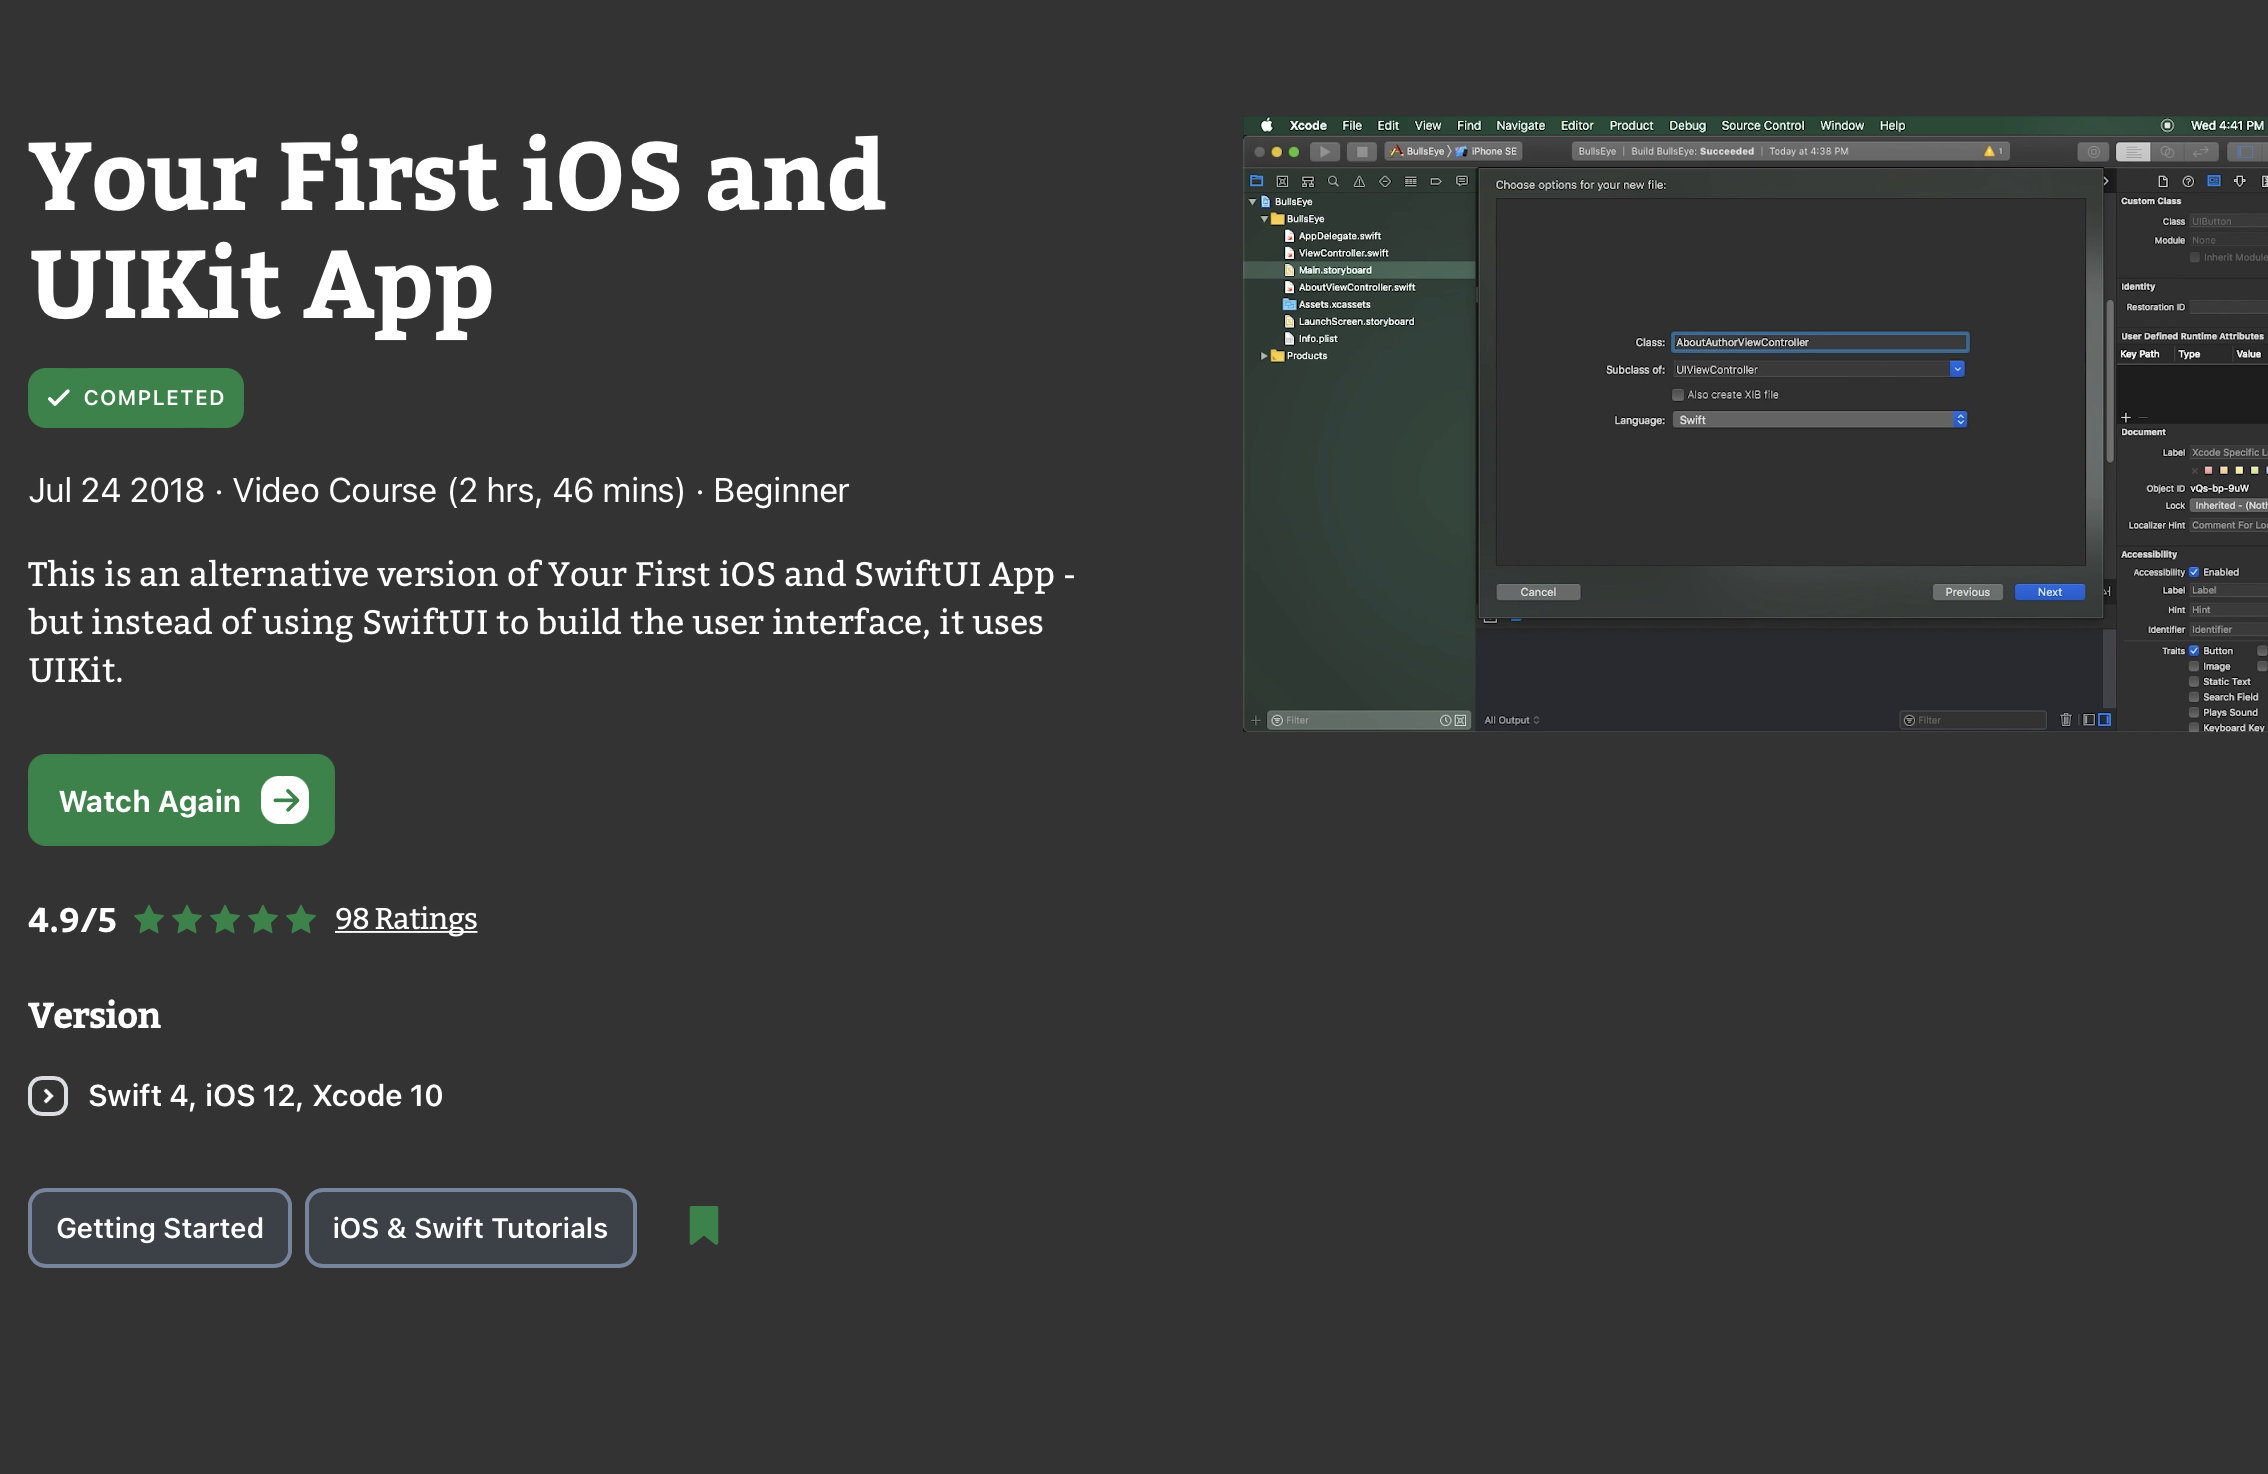 Your First iOS and
UIKit App
COMPLETED
Jul 24 2018 · Video Course (2 hrs, 46 mins) · Beginner
This is an alternative version of Your First iOS and SwiftUI App -
but instead of using SwiftUI to build the user interface, it uses
UIKit.
Watch Again
4.9/5 98 Ratings
Version
Swift 4, iOS 12, Xcode 10
Getting Started iOS & Swift Tutorials
Xcode File Edit View Find Navigate Editor Product Debug Source Control Window Help Wed 4:41 PM
BullsEye iPhone SE BullsEye | Build BullsEye: Succeeded | Today at 4:38 PM 1
BullsEye
BullsEye
AppDelegate.swift
ViewController.swift
Main.storyboard
AboutViewController.swift
Assets.xcassets
LaunchScreen.storyboard
Info.plist
Products
Filter
Choose options for your new file:
Class: AboutAuthorViewController
Subclass of: UIViewController
Also create XIB file
Language: Swift
Cancel Previous Next
All Output
Filter
Custom Class
Class UIButton
Module None
Inherit Module
Identity
Restoration ID
User Defined Runtime Attributes
Key Path Type Value
Document
Label Xcode Specific L
Object ID vQs-bp-9uW
Lock Inherited - (Noth
Localizer Hint Comment For Lo
Accessibility
Accessibility Enabled
Label Label
Hint Hint
Identifier Identifier
Traits Button
Image
Static Text
Search Field
Plays Sound
Keyboard Key